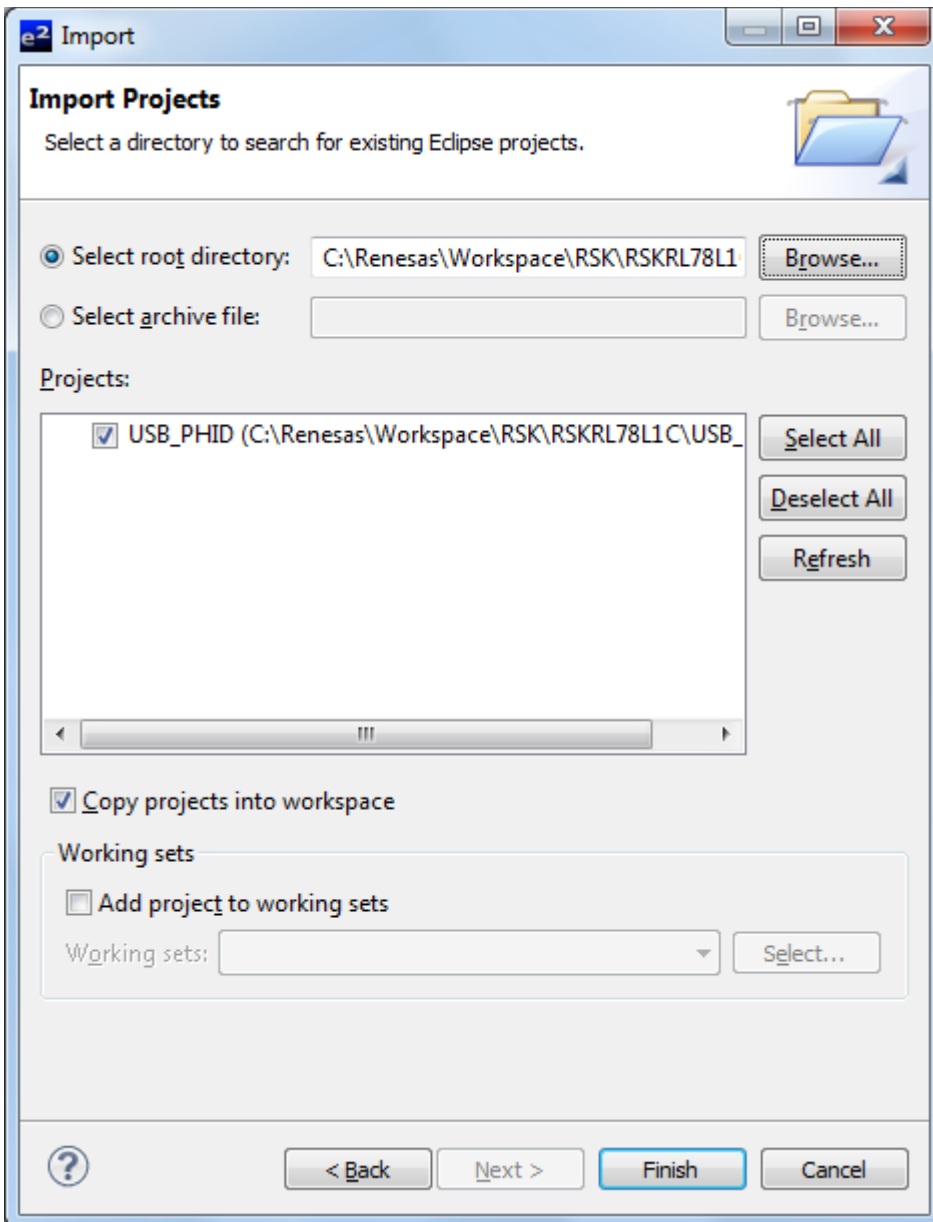 e² Import
Import Projects
Select a directory to search for existing Eclipse projects.
Select root directory: C:\Renesas\Workspace\RSK\RSKRL78L1 Browse...
Select archive file: Browse...
Projects:
USB_PHID (C:\Renesas\Workspace\RSK\RSKRL78L1C\USB_ Select All
Deselect All
Refresh
Copy projects into workspace
Working sets
Add project to working sets
Working sets: Select...
? < Back Next > Finish Cancel